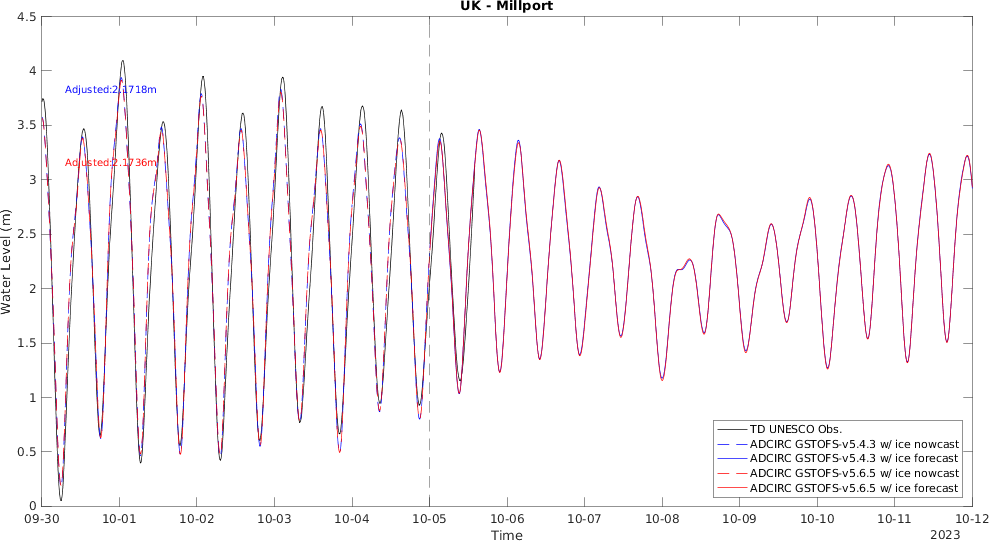 UK - Millport
4.5
4
3.5
3
2.5
2
1.5
1
0.5
0
Water Level (m)
Adjusted:2.1718m
Adjusted:2.1736m
TD UNESCO Obs.
ADCIRC GSTOFS-v5.4.3 w/ ice nowcast
ADCIRC GSTOFS-v5.4.3 w/ ice forecast
ADCIRC GSTOFS-v5.6.5 w/ ice nowcast
ADCIRC GSTOFS-v5.6.5 w/ ice forecast
09-30 10-01 10-02 10-03 10-04 10-05 10-06 10-07 10-08 10-09 10-10 10-11 10-12
Time
2023